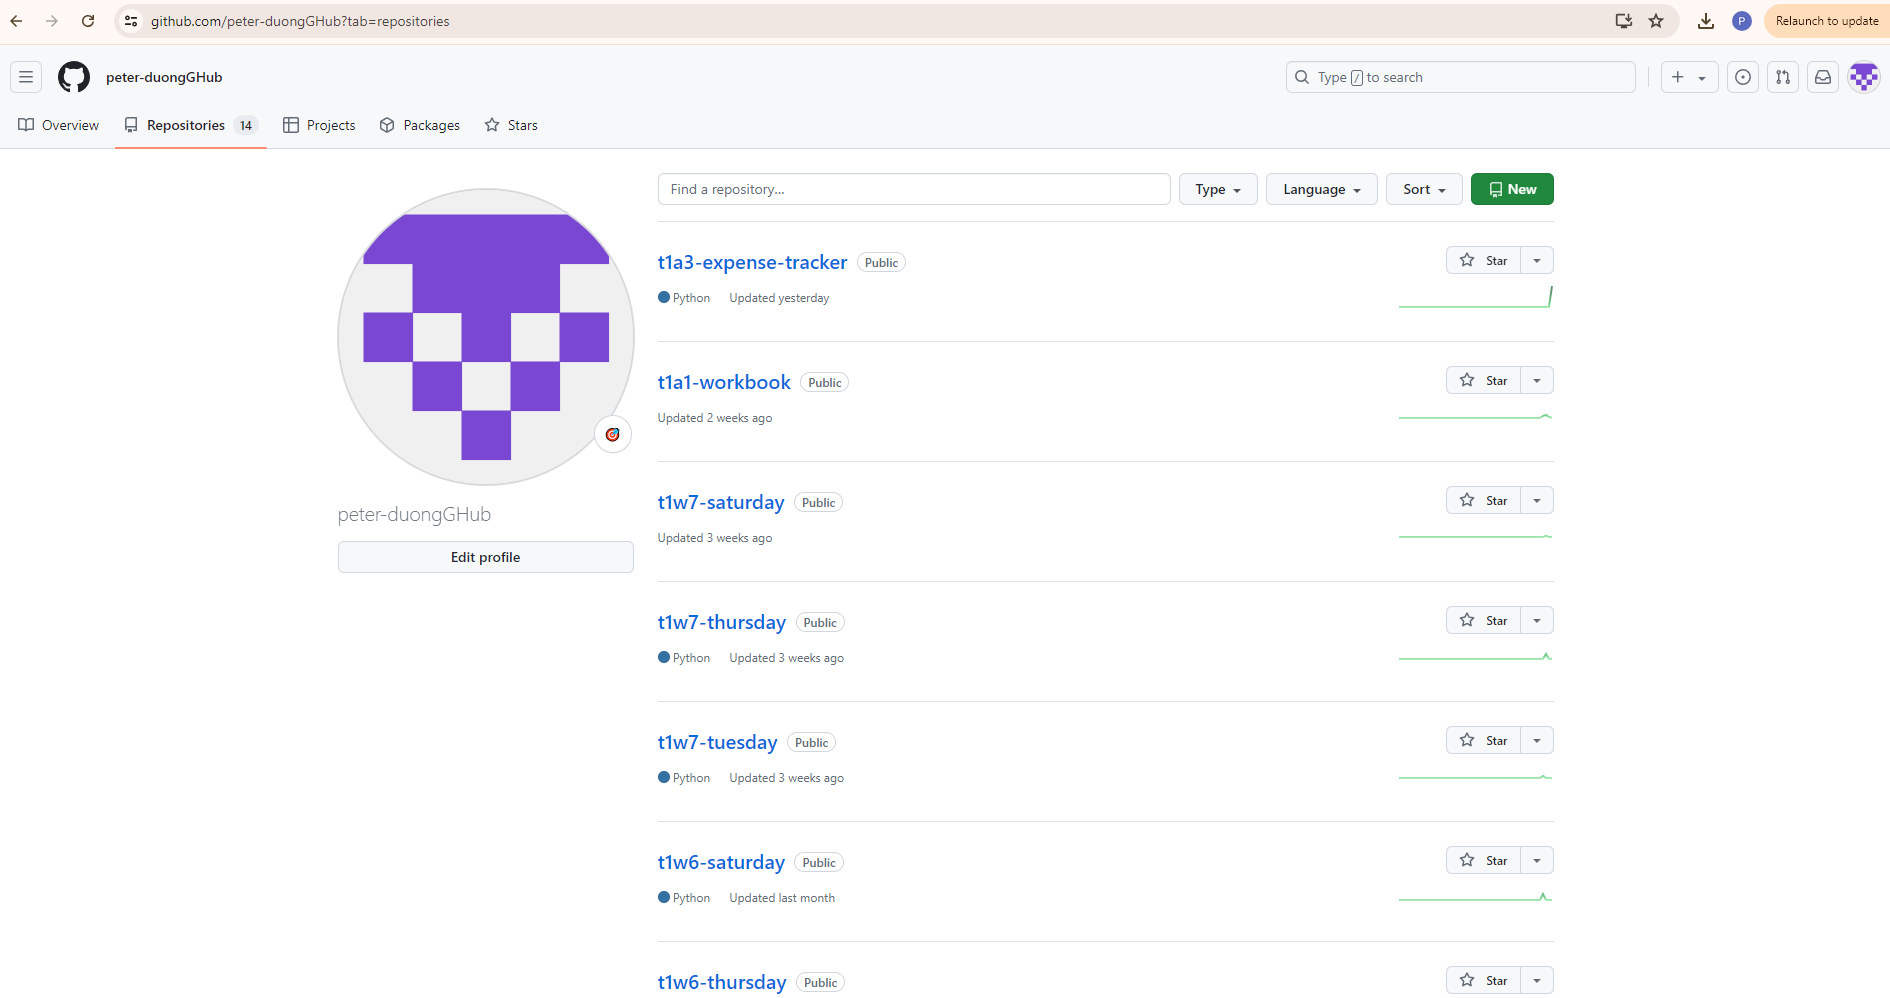 github.com/peter-duongGHub?tab=repositories
P
Relaunch to update
peter-duongGHub
Type / to search
Overview
Repositories 14
Projects
Packages
Stars
Find a repository...
Type
Language
Sort
New
t1a3-expense-tracker Public
Star
Python Updated yesterday
t1a1-workbook Public
Star
Updated 2 weeks ago
t1w7-saturday Public
Star
Updated 3 weeks ago
peter-duongGHub
Edit profile
t1w7-thursday Public
Star
Python Updated 3 weeks ago
t1w7-tuesday Public
Star
Python Updated 3 weeks ago
t1w6-saturday Public
Star
Python Updated last month
t1w6-thursday Public
Star